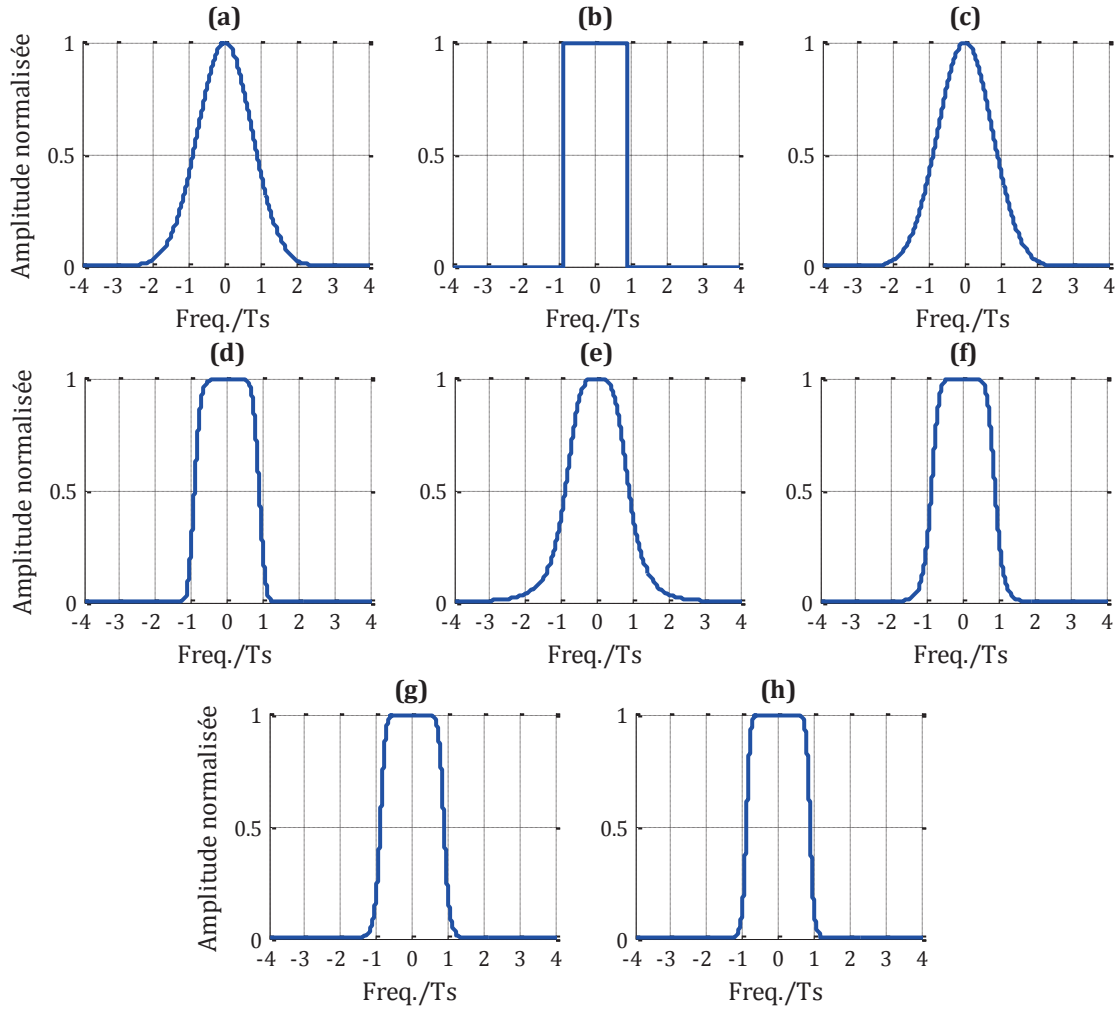 (a) (b) (c)
Amplitude normalisée
1 1 1
0.5 0.5 0.5
0 0 0
-4 -3 -2 -1 0 1 2 3 4 -4 -3 -2 -1 0 1 2 3 4 -4 -3 -2 -1 0 1 2 3 4
Freq./Ts Freq./Ts Freq./Ts
(d) (e) (f)
Amplitude normalisée
1 1 1
0.5 0.5 0.5
0 0 0
-4 -3 -2 -1 0 1 2 3 4 -4 -3 -2 -1 0 1 2 3 4 -4 -3 -2 -1 0 1 2 3 4
Freq./Ts Freq./Ts Freq./Ts
(g) (h)
Amplitude normalisée Amplitude normalisée
1 1
0.5 0.5
0 0
-4 -3 -2 -1 0 1 2 3 4 -4 -3 -2 -1 0 1 2 3 4
Freq./Ts Freq./Ts